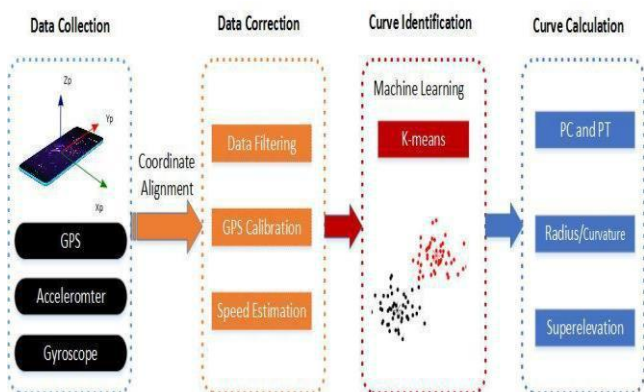 Data Collection
Data Correction
Curve Identification
Curve Calculation
Zp
Yp
Xp
GPS
Acceleromter
Gyroscope
Coordinate
Alignment
Data Filtering
GPS Calibration
Speed Estimation
Machine Learning
K-means
PC and PT
Radius/Curvature
Superelevation